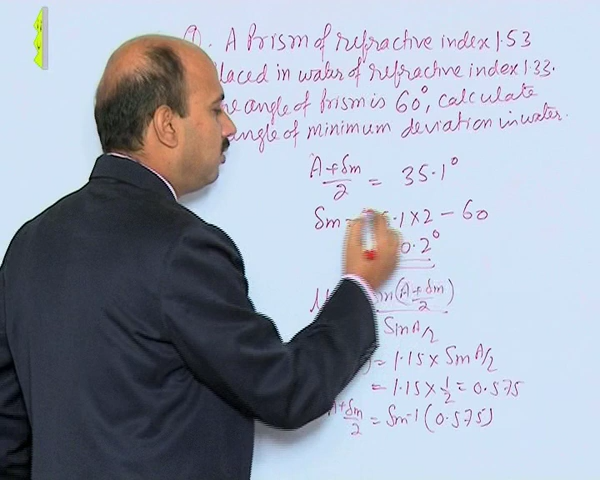 Q. A Prism of refractive index 1.53
laced in water of refractive index 1.33.
angle of Prism is 60°, calculate
angle of minimum deviation in water.
A+δm/2 = 35.1°
δm = .1×2 - 60
0.2°
(A+δm/2)
Sin A/2
= 1.15 × Sin A/2
= 1.15 × 1/2 = 0.575
A+δm/2 = Sin-1 (0.575)